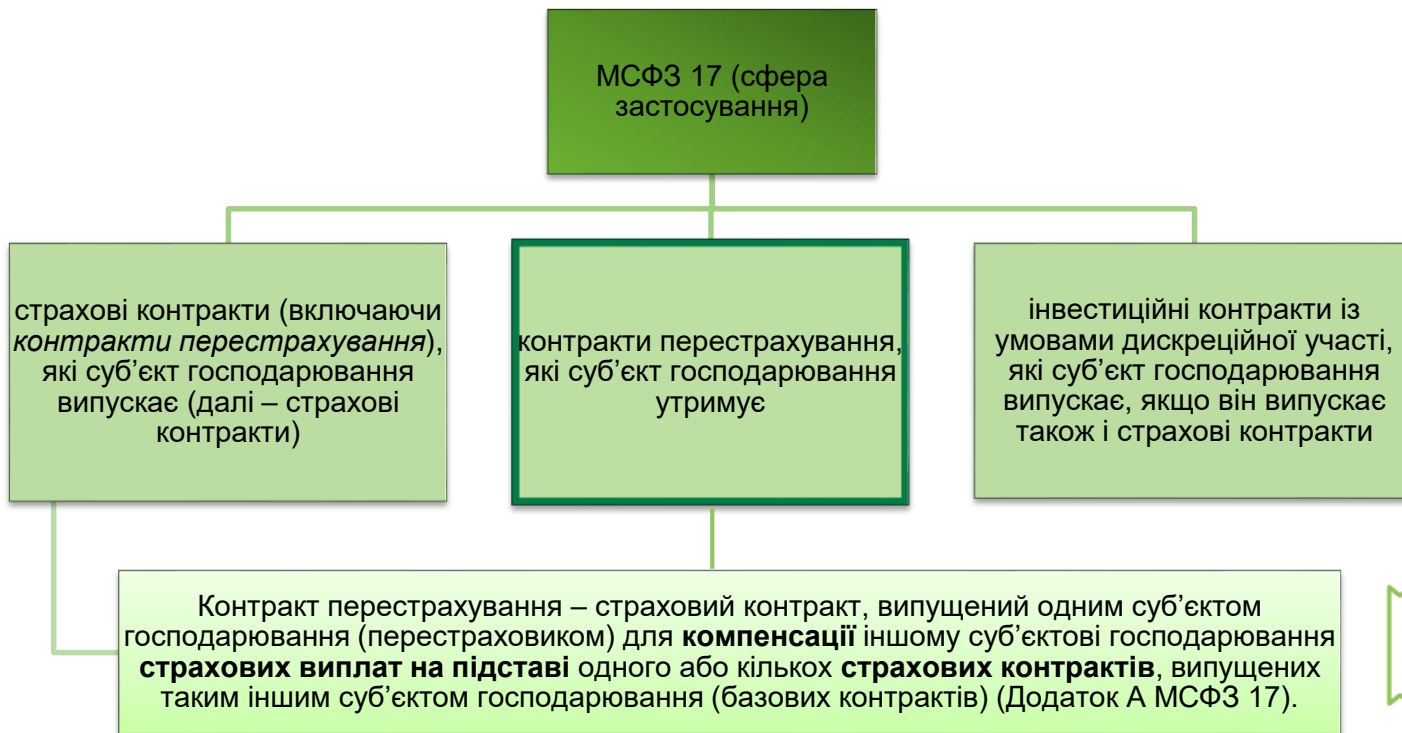 МСФЗ 17 (сфера
застосування)
страхові контракти (включаючи
контракти перестрахування),
які суб’єкт господарювання
випускає (далі – страхові
контракти)
контракти перестрахування,
які суб’єкт господарювання
утримує
інвестиційні контракти із
умовами дискреційної участі,
які суб’єкт господарювання
випускає, якщо він випускає
також і страхові контракти
Контракт перестрахування – страховий контракт, випущений одним суб’єктом
господарювання (перестраховиком) для компенсації іншому суб’єктові господарювання
страхових виплат на підставі одного або кількох страхових контрактів, випущених
таким іншим суб’єктом господарювання (базових контрактів) (Додаток А МСФЗ 17).